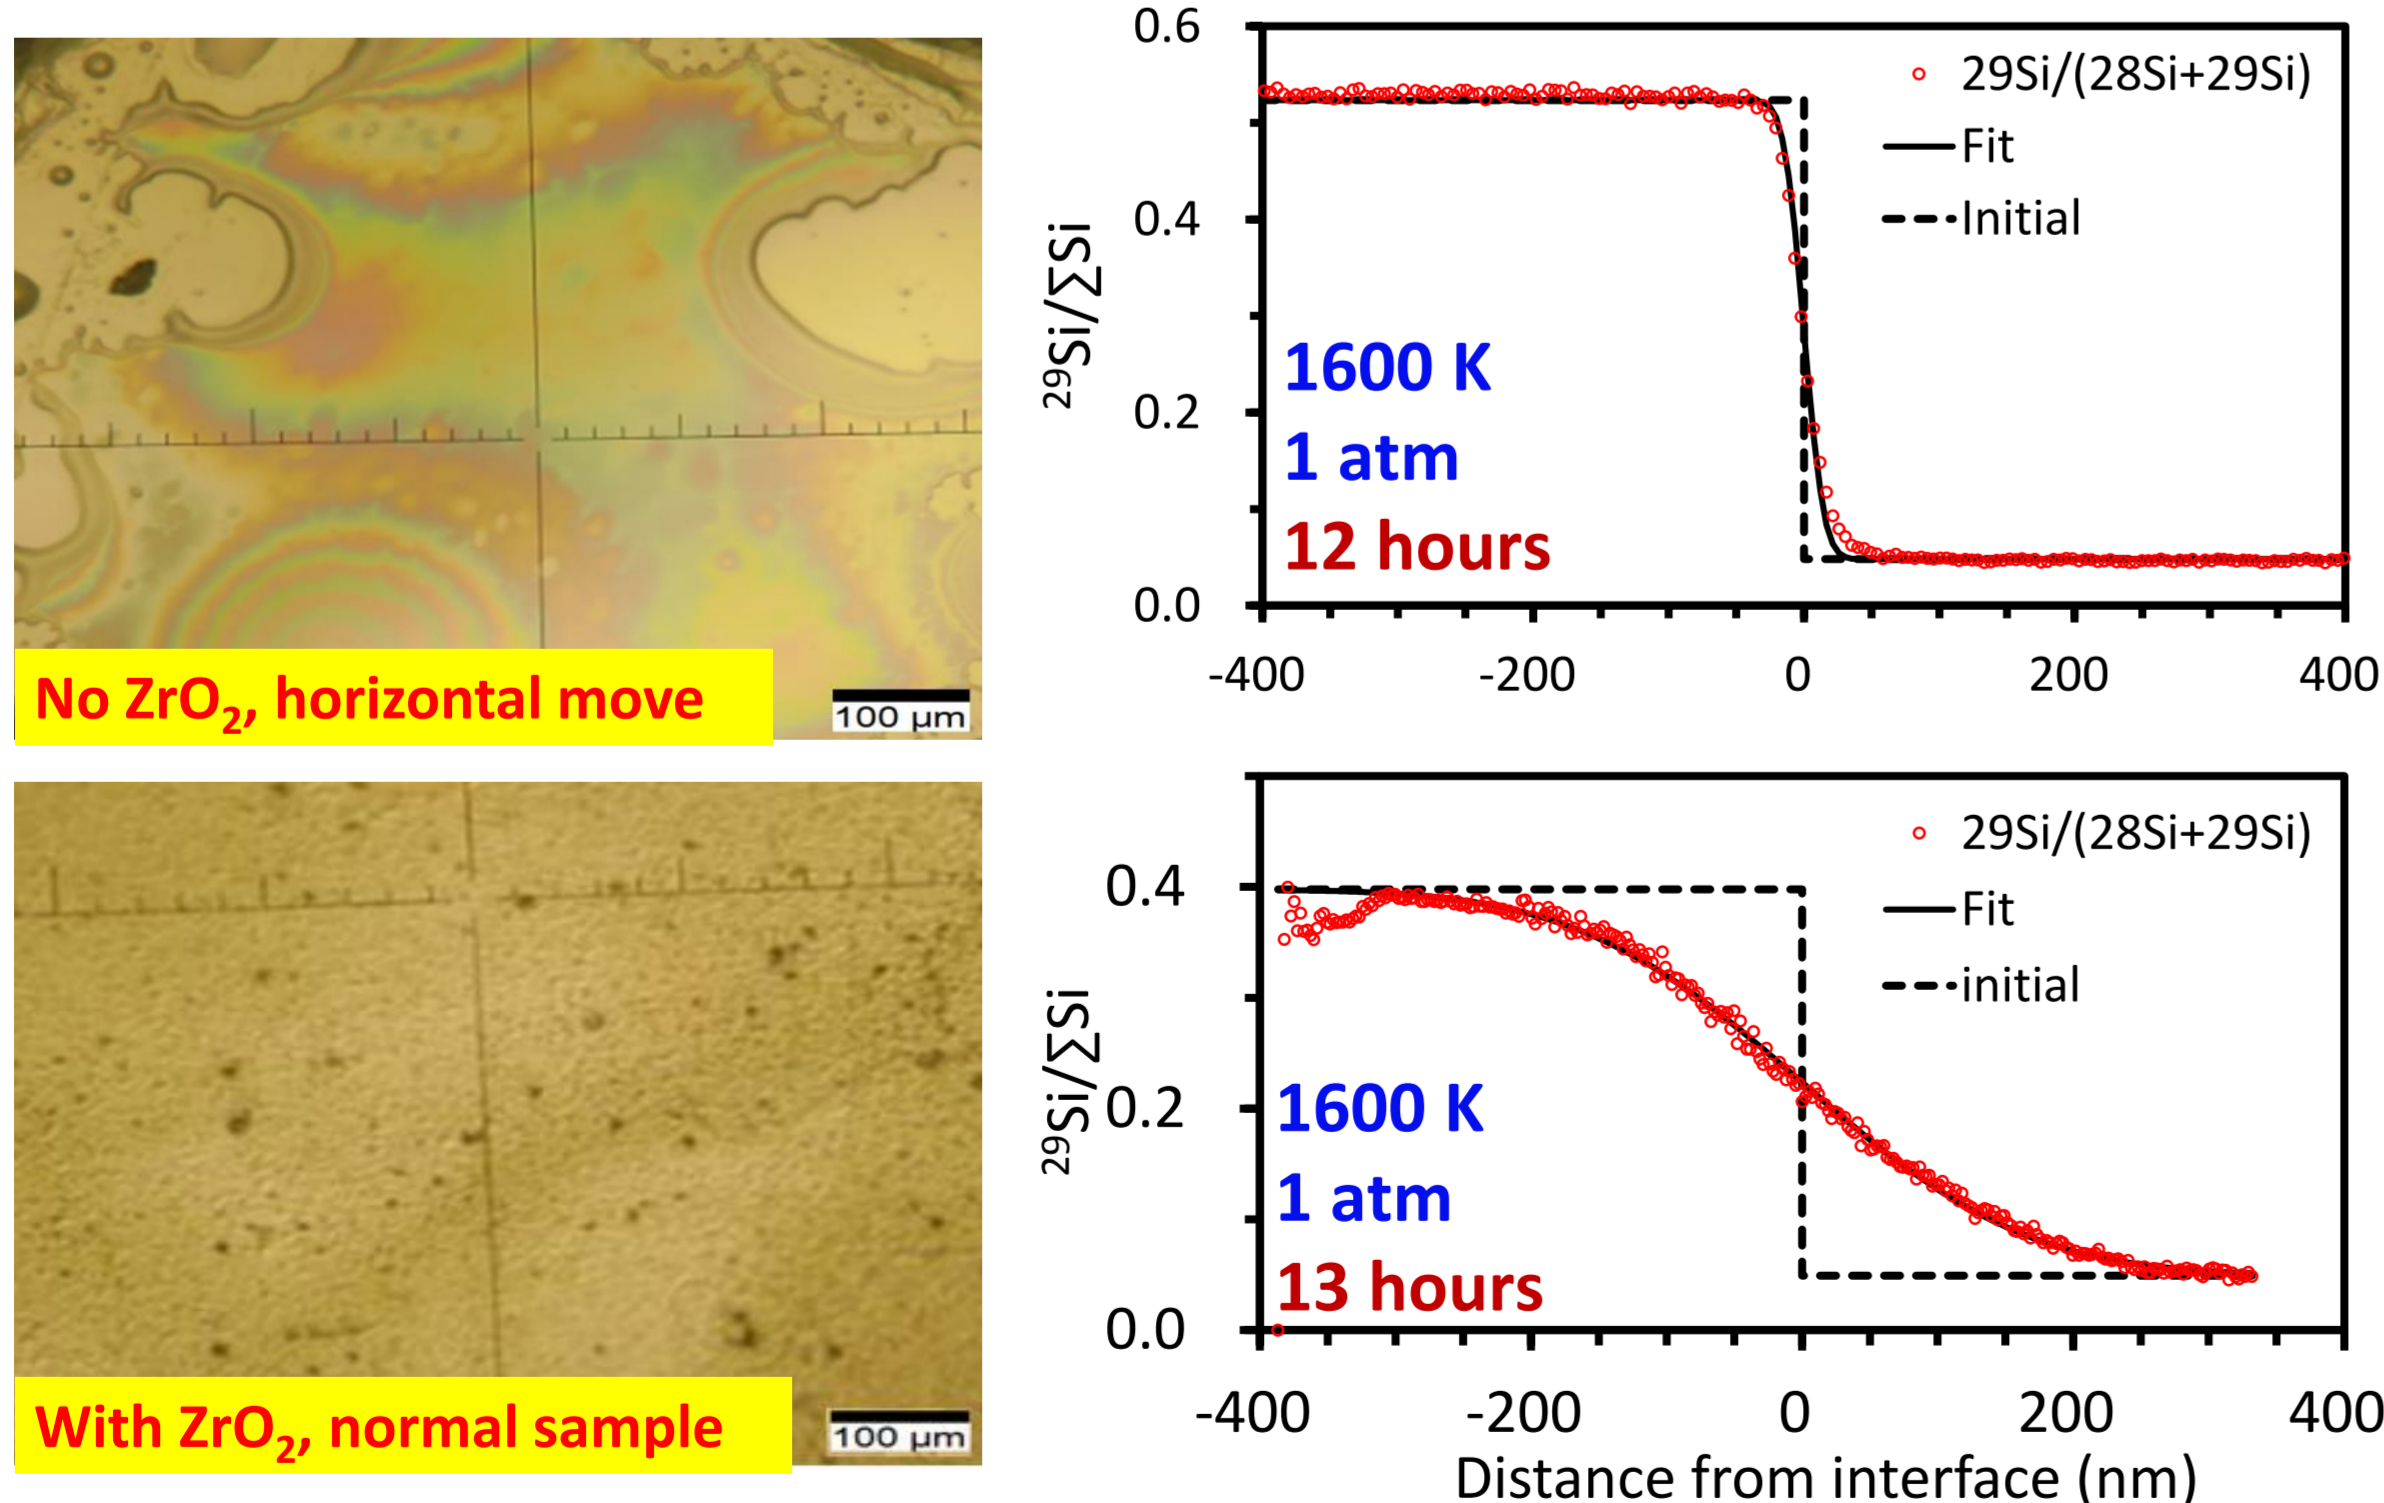 No ZrO₂, horizontal move
100 µm
0.6
0.4
0.2
0.0
²⁹Si/∑Si
29Si/(28Si+29Si)
Fit
Initial
1600 K
1 atm
12 hours
-400
-200
0
200
400
With ZrO₂, normal sample
100 µm
0.4
0.2
0.0
²⁹Si/∑Si
29Si/(28Si+29Si)
Fit
initial
1600 K
1 atm
13 hours
-400
-200
0
200
400
Distance from interface (nm)